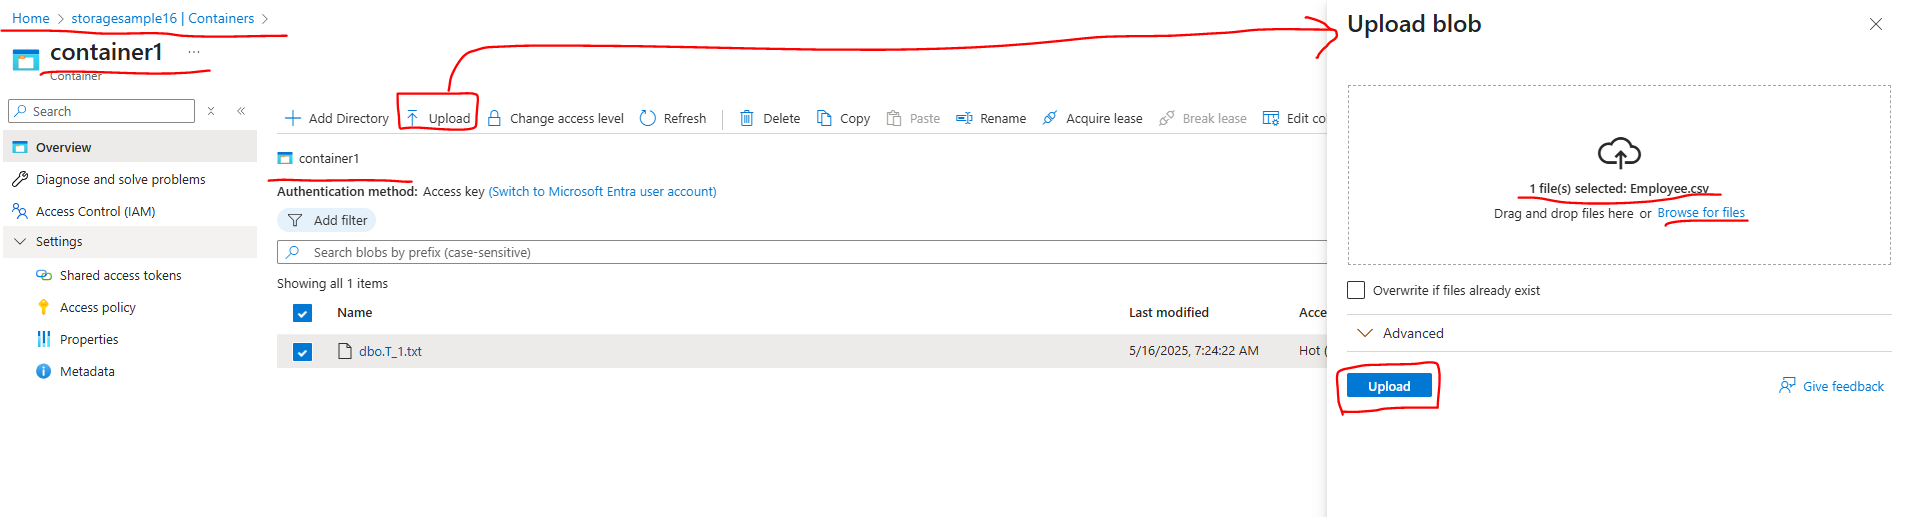 Home > storagesample16 | Containers >
container1 ...
Container
Search
Overview
Diagnose and solve problems
Access Control (IAM)
Settings
Shared access tokens
Access policy
Properties
Metadata
Add Directory Upload Change access level Refresh Delete Copy Paste Rename Acquire lease Break lease Edit co
container1
Authentication method: Access key (Switch to Microsoft Entra user account)
Add filter
Search blobs by prefix (case-sensitive)
Showing all 1 items
Name Last modified Acce
dbo.T_1.txt 5/16/2025, 7:24:22 AM Hot (
Upload blob
1 file(s) selected: Employee.csv
Drag and drop files here or Browse for files
Overwrite if files already exist
Advanced
Upload
Give feedback